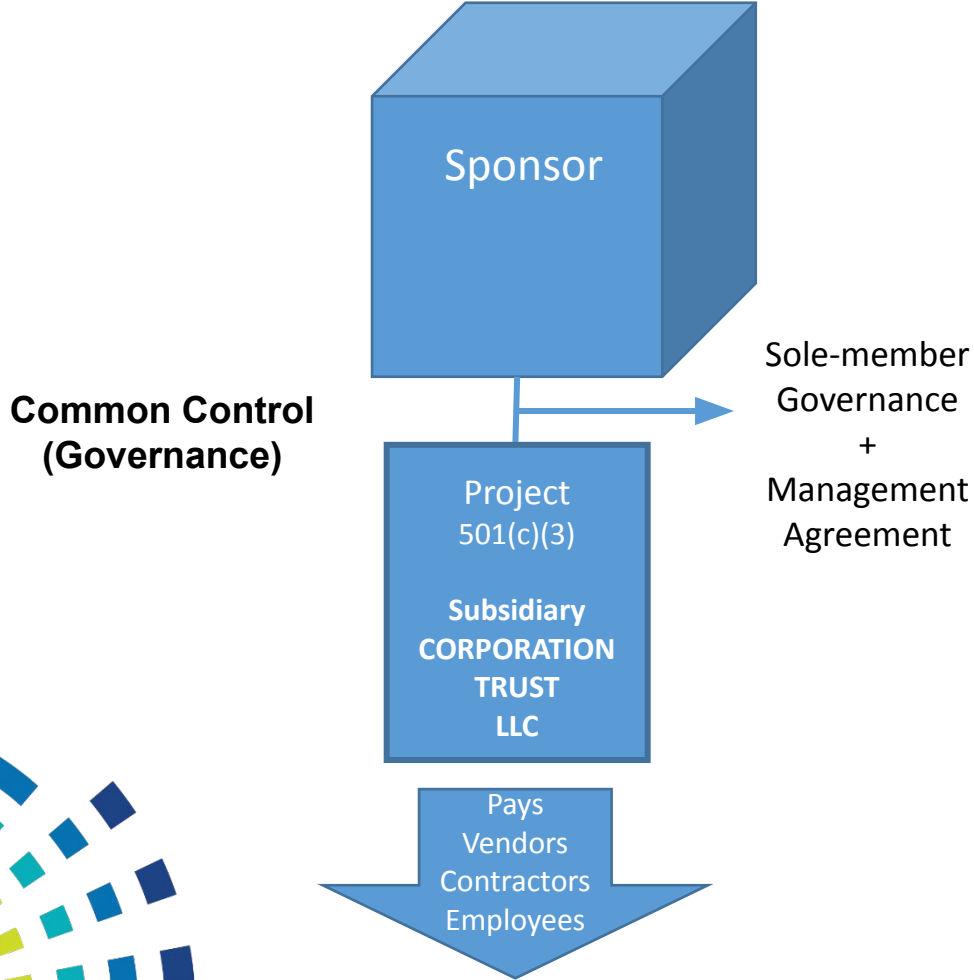 Sponsor
Common Control
(Governance)
Sole-member
Governance
+
Management
Agreement
Project
501(c)(3)
Subsidiary
CORPORATION
TRUST
LLC
Pays
Vendors
Contractors
Employees